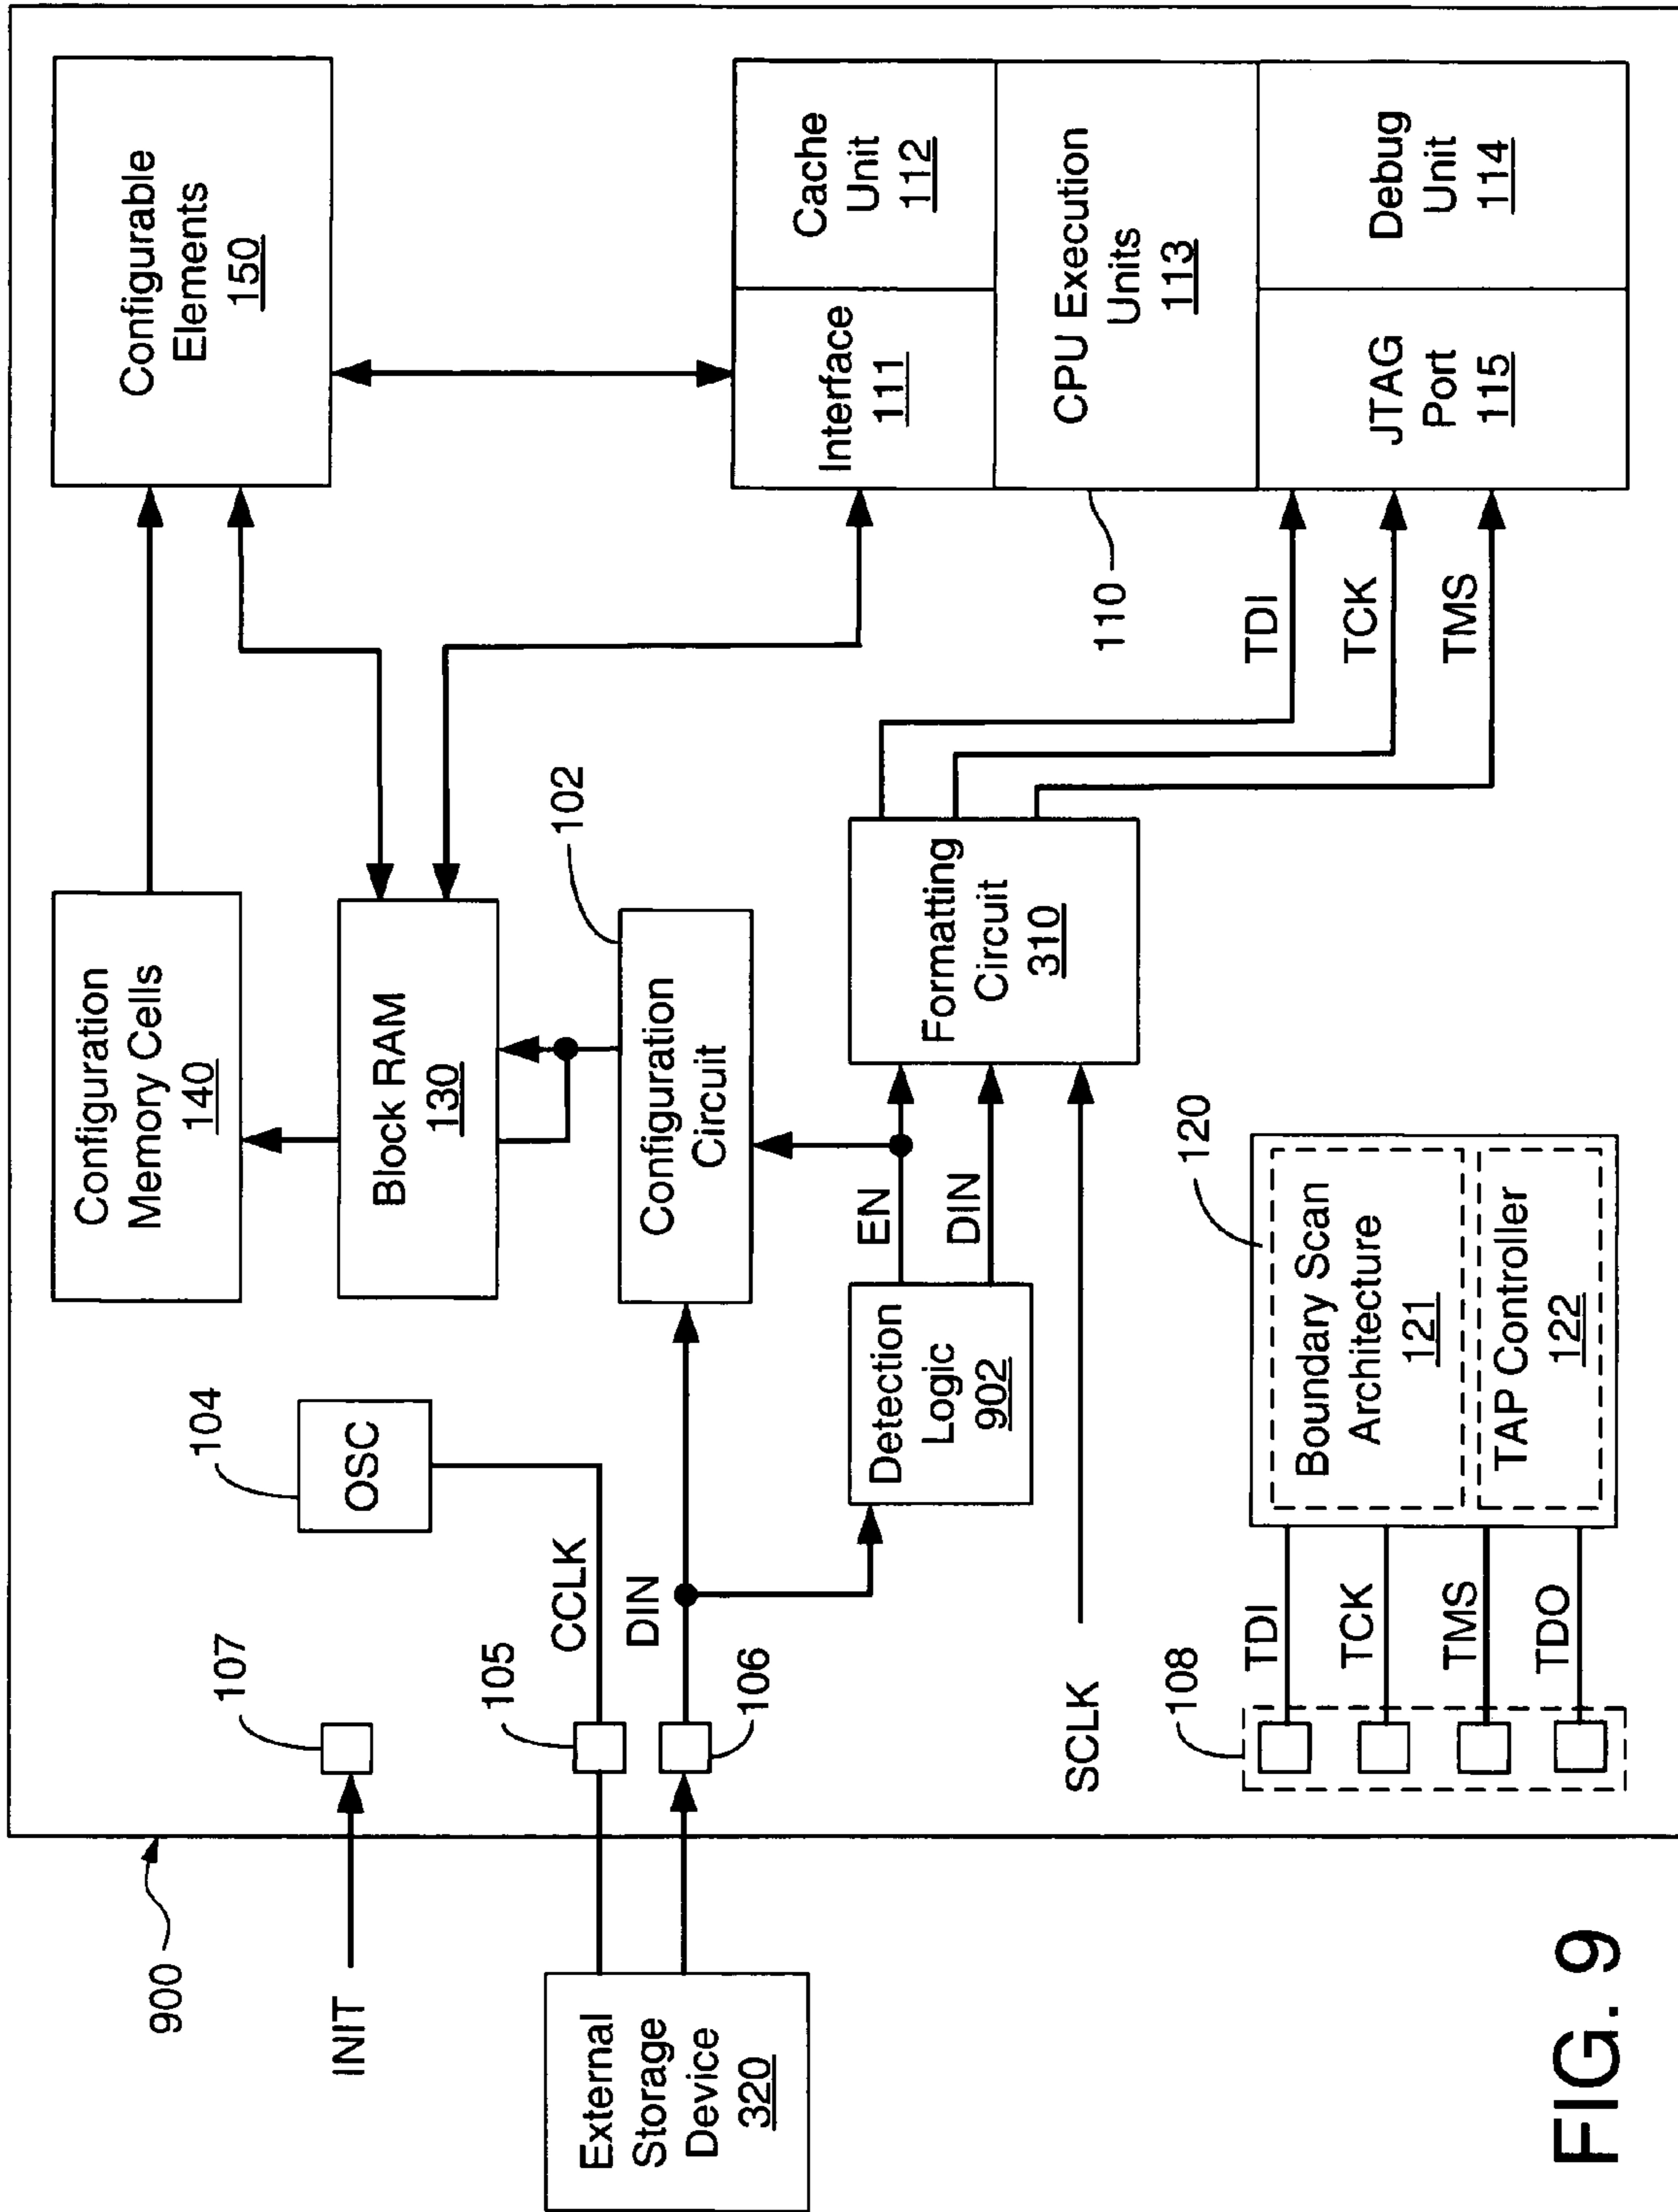 900
INIT
External
Storage
Device
320
107
105
106
104
OSC
CCLK
DIN
Configuration
Memory Cells
140
Block RAM
130
102
Configuration
Circuit
Configurable
Elements
150
Detection
Logic
902
EN
DIN
SCLK
Formatting
Circuit
310
110
TDI
TCK
TMS
Interface
111
Cache
Unit
112
CPU Execution
Units
113
JTAG
Port
115
Debug
Unit
114
108
TDI
TCK
TMS
TDO
120
Boundary Scan
Architecture
121
TAP Controller
122
FIG. 9